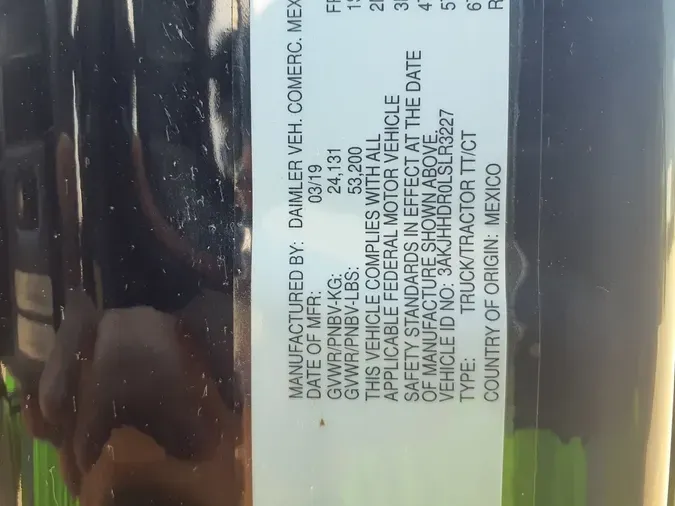 MANUFACTURED BY: DAIMLER VEH. COMERC. MEX
DATE OF MFR: 03/19
GVWR/PNBV-KG: 24,131
GVWR/PNBV-LBS: 53,200
THIS VEHICLE COMPLIES WITH ALL
APPLICABLE FEDERAL MOTOR VEHICLE
SAFETY STANDARDS IN EFFECT AT THE DATE
OF MANUFACTURE SHOWN ABOVE.
VEHICLE ID NO: 3AKJHHDR0LSLR3227
TYPE: TRUCK/TRACTOR TT/CT
COUNTRY OF ORIGIN: MEXICO